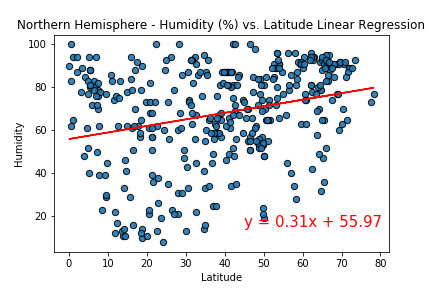 Northern Hemisphere - Humidity (%) vs. Latitude Linear Regression
100
80
60
40
20
Humidity
y = 0.31x + 55.97
0 10 20 30 40 50 60 70 80
Latitude